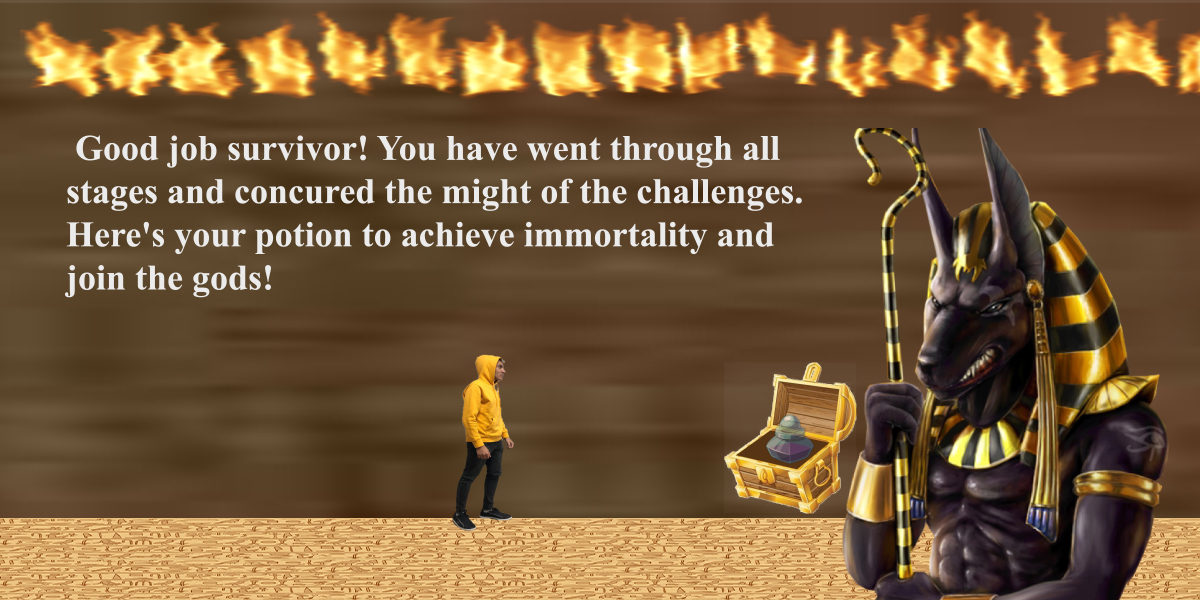 Good job survivor! You have went through all
stages and concured the might of the challenges.
Here's your potion to achieve immortality and
join the gods!